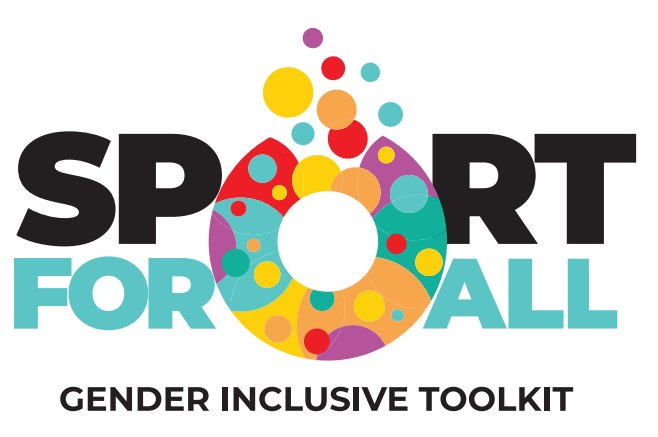 SPORT
FOR ALL
GENDER INCLUSIVE TOOLKIT